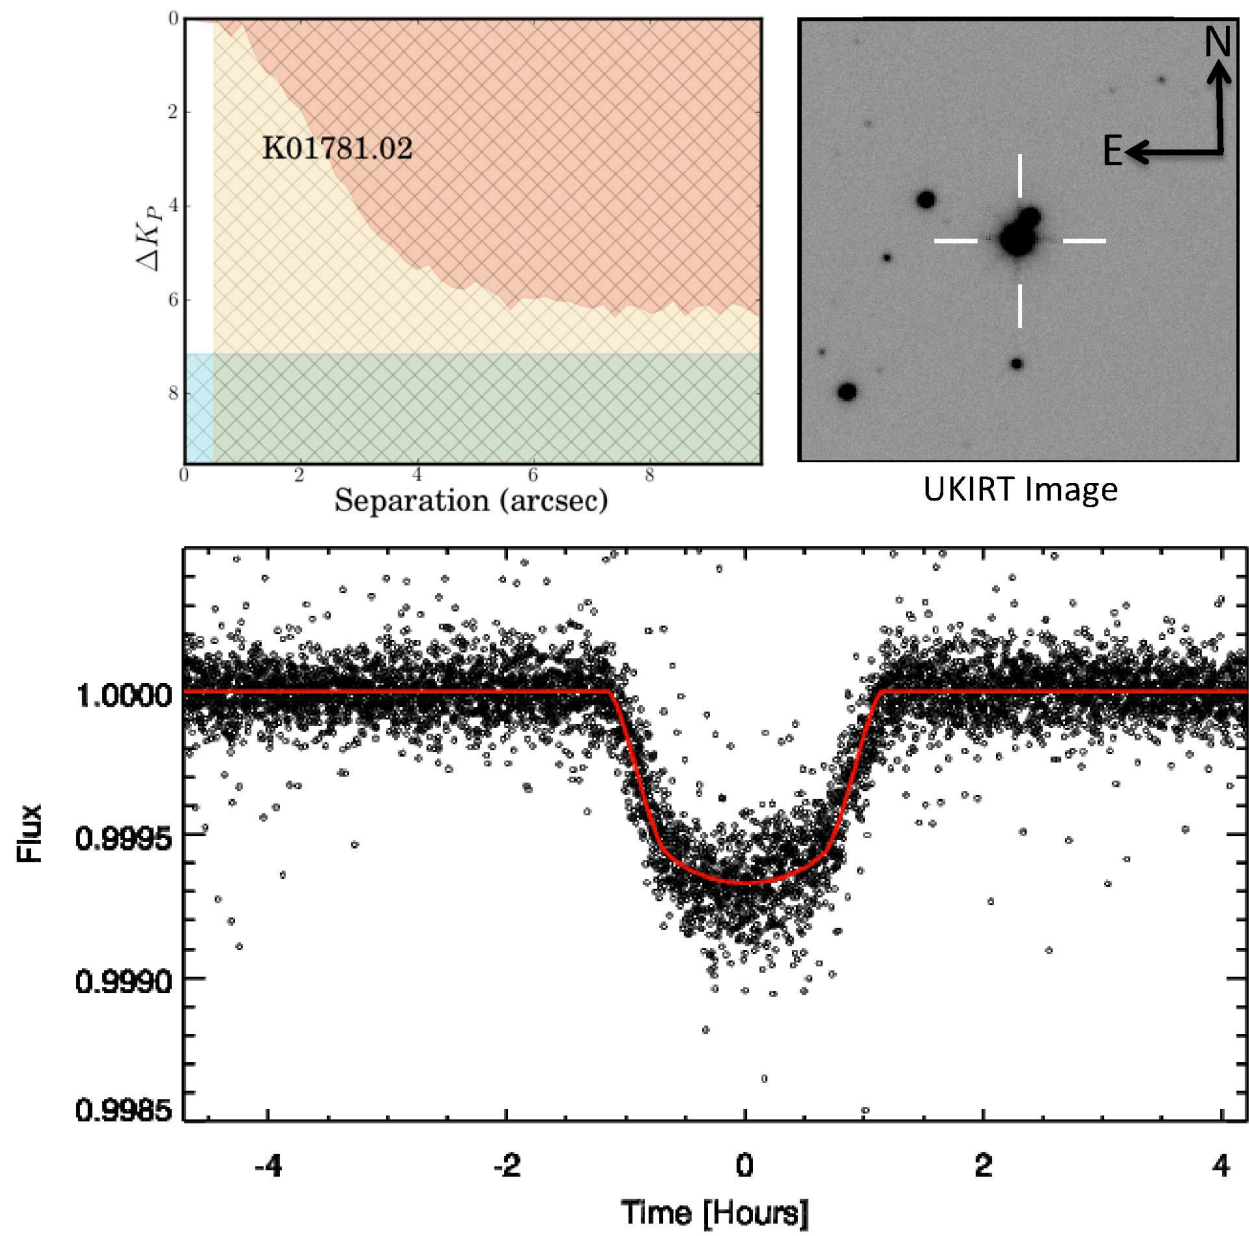 0
2
4
6
8
ΔK_P
K01781.02
0 2 4 6 8
Separation (arcsec)
N
E
UKIRT Image
1.0000
0.9995
0.9990
0.9985
Flux
-4 -2 0 2 4
Time [Hours]